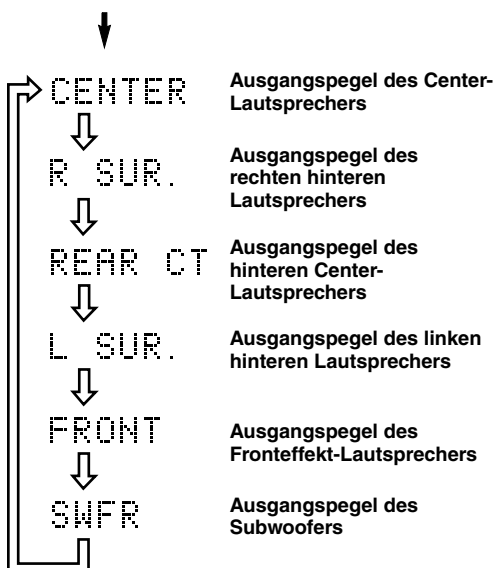 CENTER
Ausgangspegel des Center-
Lautsprechers
R SUR.
Ausgangspegel des
rechten hinteren
Lautsprechers
REAR CT
Ausgangspegel des
hinteren Center-
Lautsprechers
L SUR.
Ausgangspegel des linken
hinteren Lautsprechers
FRONT
Ausgangspegel des
Fronteffekt-Lautsprechers
SWFR
Ausgangspegel des
Subwoofers